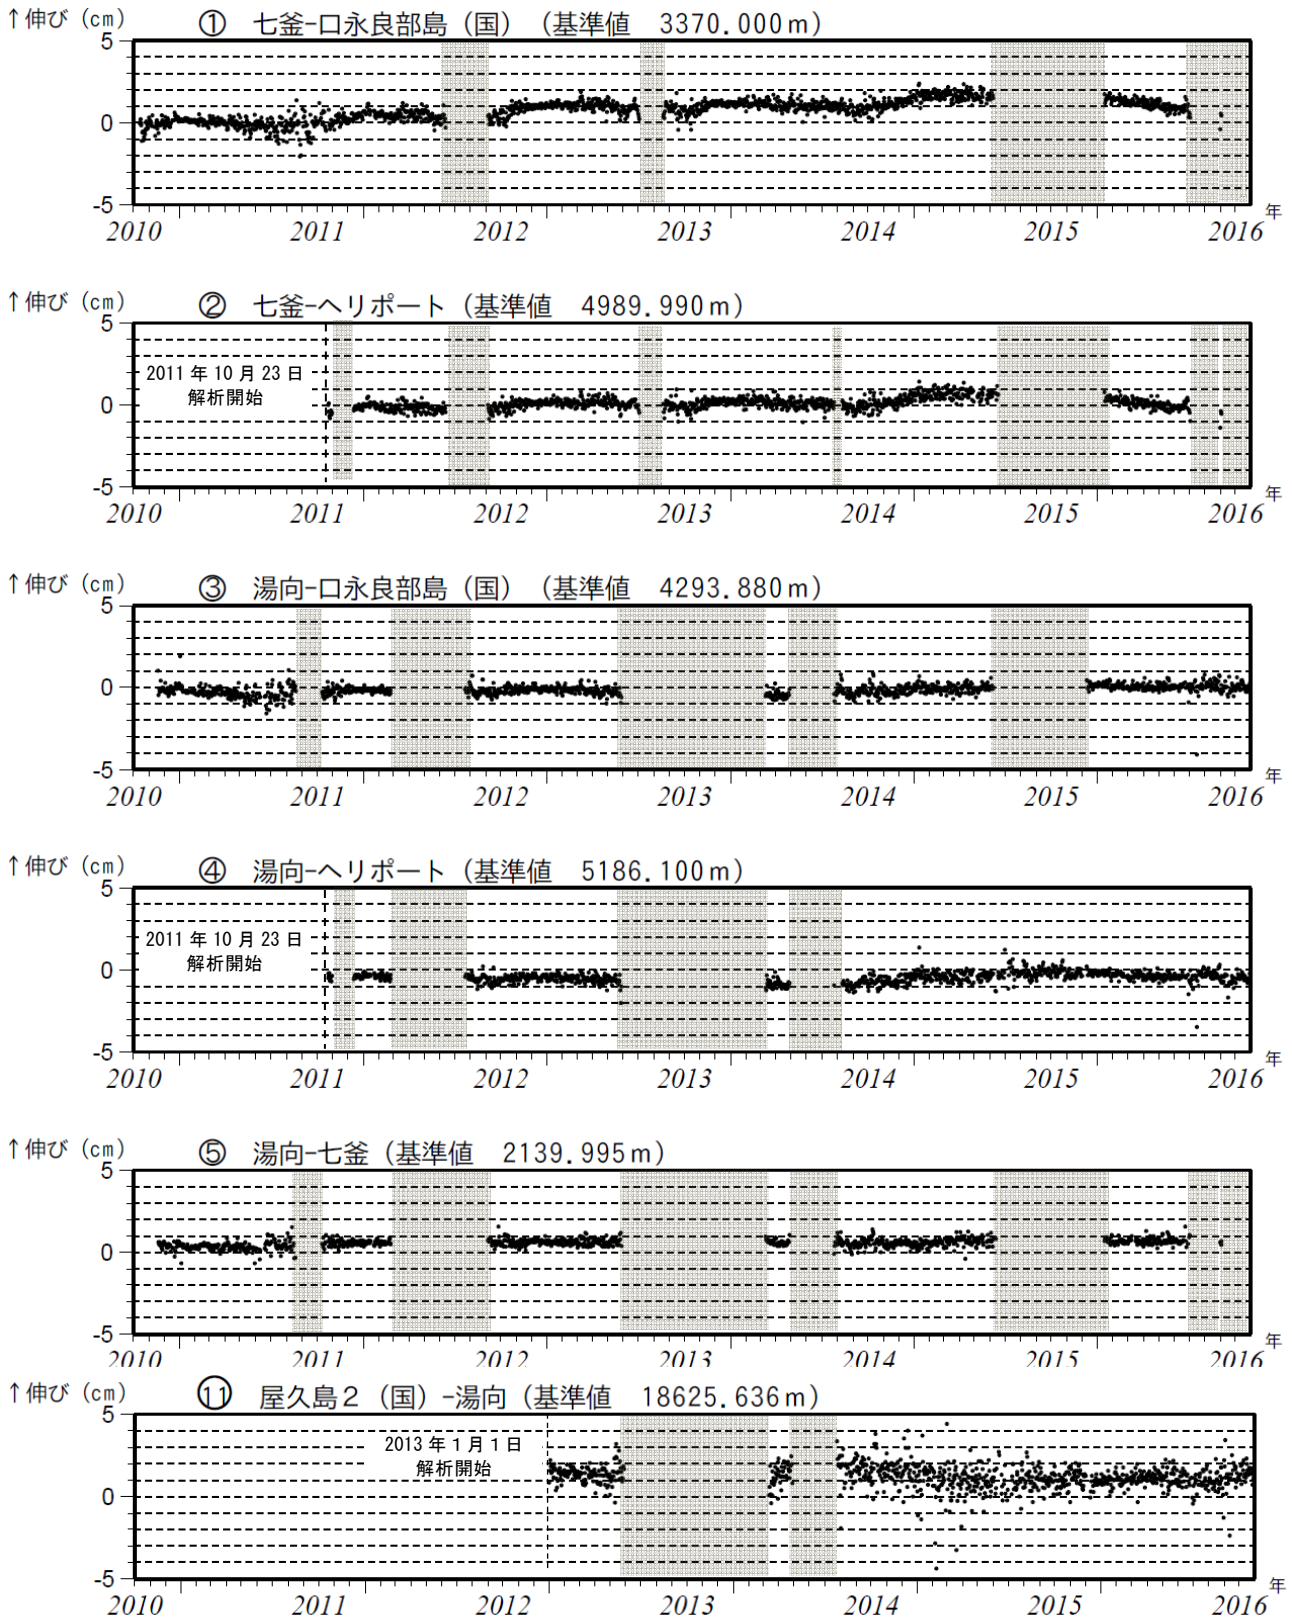 ↑伸び（cm） ① 七釜−口永良部島（国）（基準値 3370.000m）
5
0
-5
2010 2011 2012 2013 2014 2015 2016 年
↑伸び（cm） ② 七釜−ヘリポート（基準値 4989.990m）
5
2011年10月23日
解析開始
0
-5
2010 2011 2012 2013 2014 2015 2016 年
↑伸び（cm） ③ 湯向−口永良部島（国）（基準値 4293.880m）
5
0
-5
2010 2011 2012 2013 2014 2015 2016 年
↑伸び（cm） ④ 湯向−ヘリポート（基準値 5186.100m）
5
2011年10月23日
解析開始
0
-5
2010 2011 2012 2013 2014 2015 2016 年
↑伸び（cm） ⑤ 湯向−七釜（基準値 2139.995m）
5
0
-5
2010 2011 2012 2013 2014 2015 2016 年
↑伸び（cm） ⑪ 屋久島２（国）−湯向（基準値 18625.636m）
5
2013年1月1日
解析開始
0
-5
2010 2011 2012 2013 2014 2015 2016 年